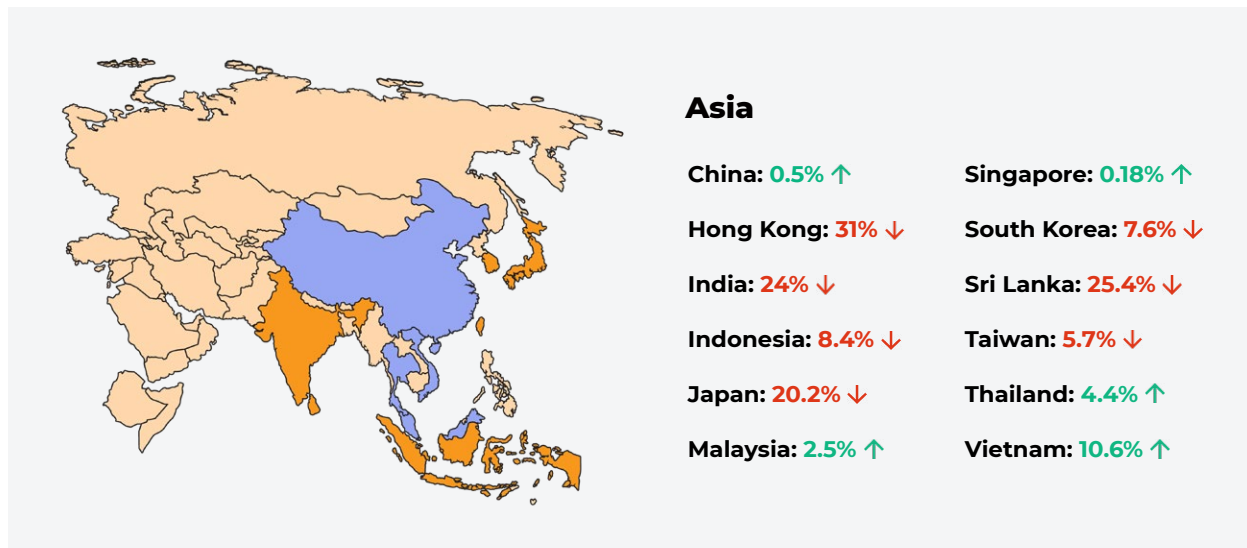 Asia
China: 0.5% ↑
Hong Kong: 31% ↓
India: 24% ↓
Indonesia: 8.4% ↓
Japan: 20.2% ↓
Malaysia: 2.5% ↑
Singapore: 0.18% ↑
South Korea: 7.6% ↓
Sri Lanka: 25.4% ↓
Taiwan: 5.7% ↓
Thailand: 4.4% ↑
Vietnam: 10.6% ↑